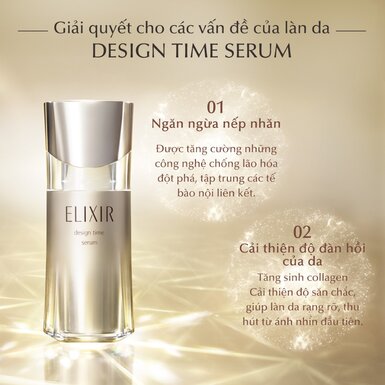 Giải quyết cho các vấn đề của làn da
DESIGN TIME SERUM
01
Ngăn ngừa nếp nhăn
Được tăng cường những
công nghệ chống lão hóa
đột phá, tập trung các tế
bào nội liên kết.
ELIXIR
design time
serum
02
Cải thiện độ đàn hồi
của da
Tăng sinh collagen
Cải thiện độ săn chắc,
giúp làn da rạng rỡ, thu
hút từ ánh nhìn đầu tiên.